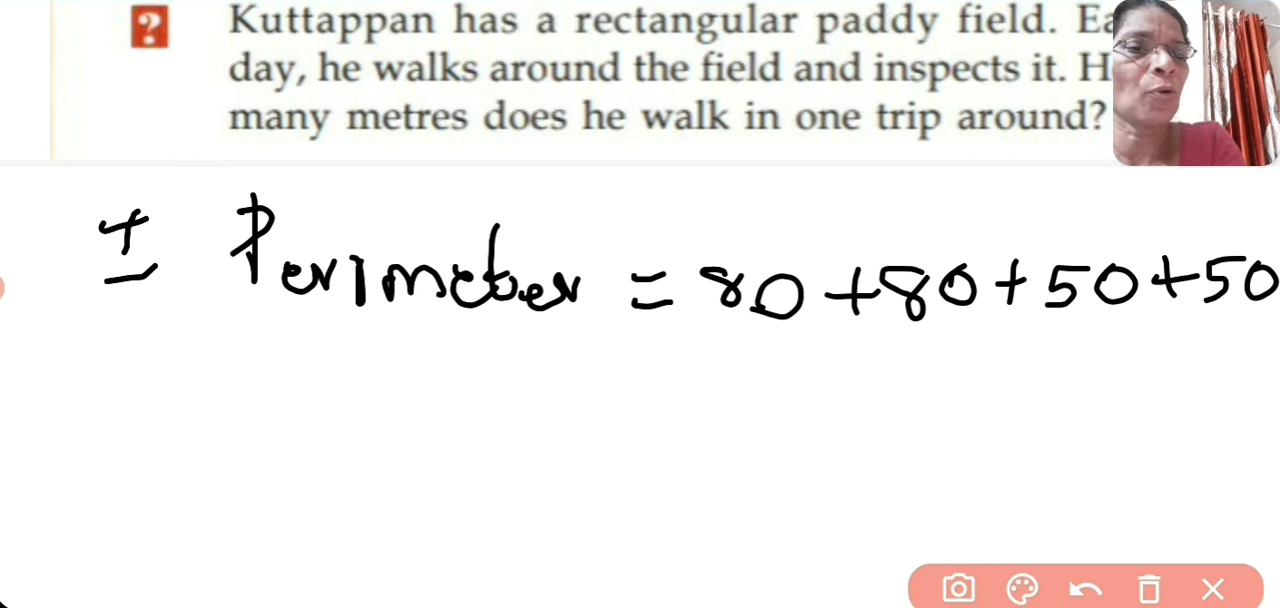 ? Kuttappan has a rectangular paddy field. Ea
day, he walks around the field and inspects it. H
many metres does he walk in one trip around?
± Perimeter = 80+80+50+50